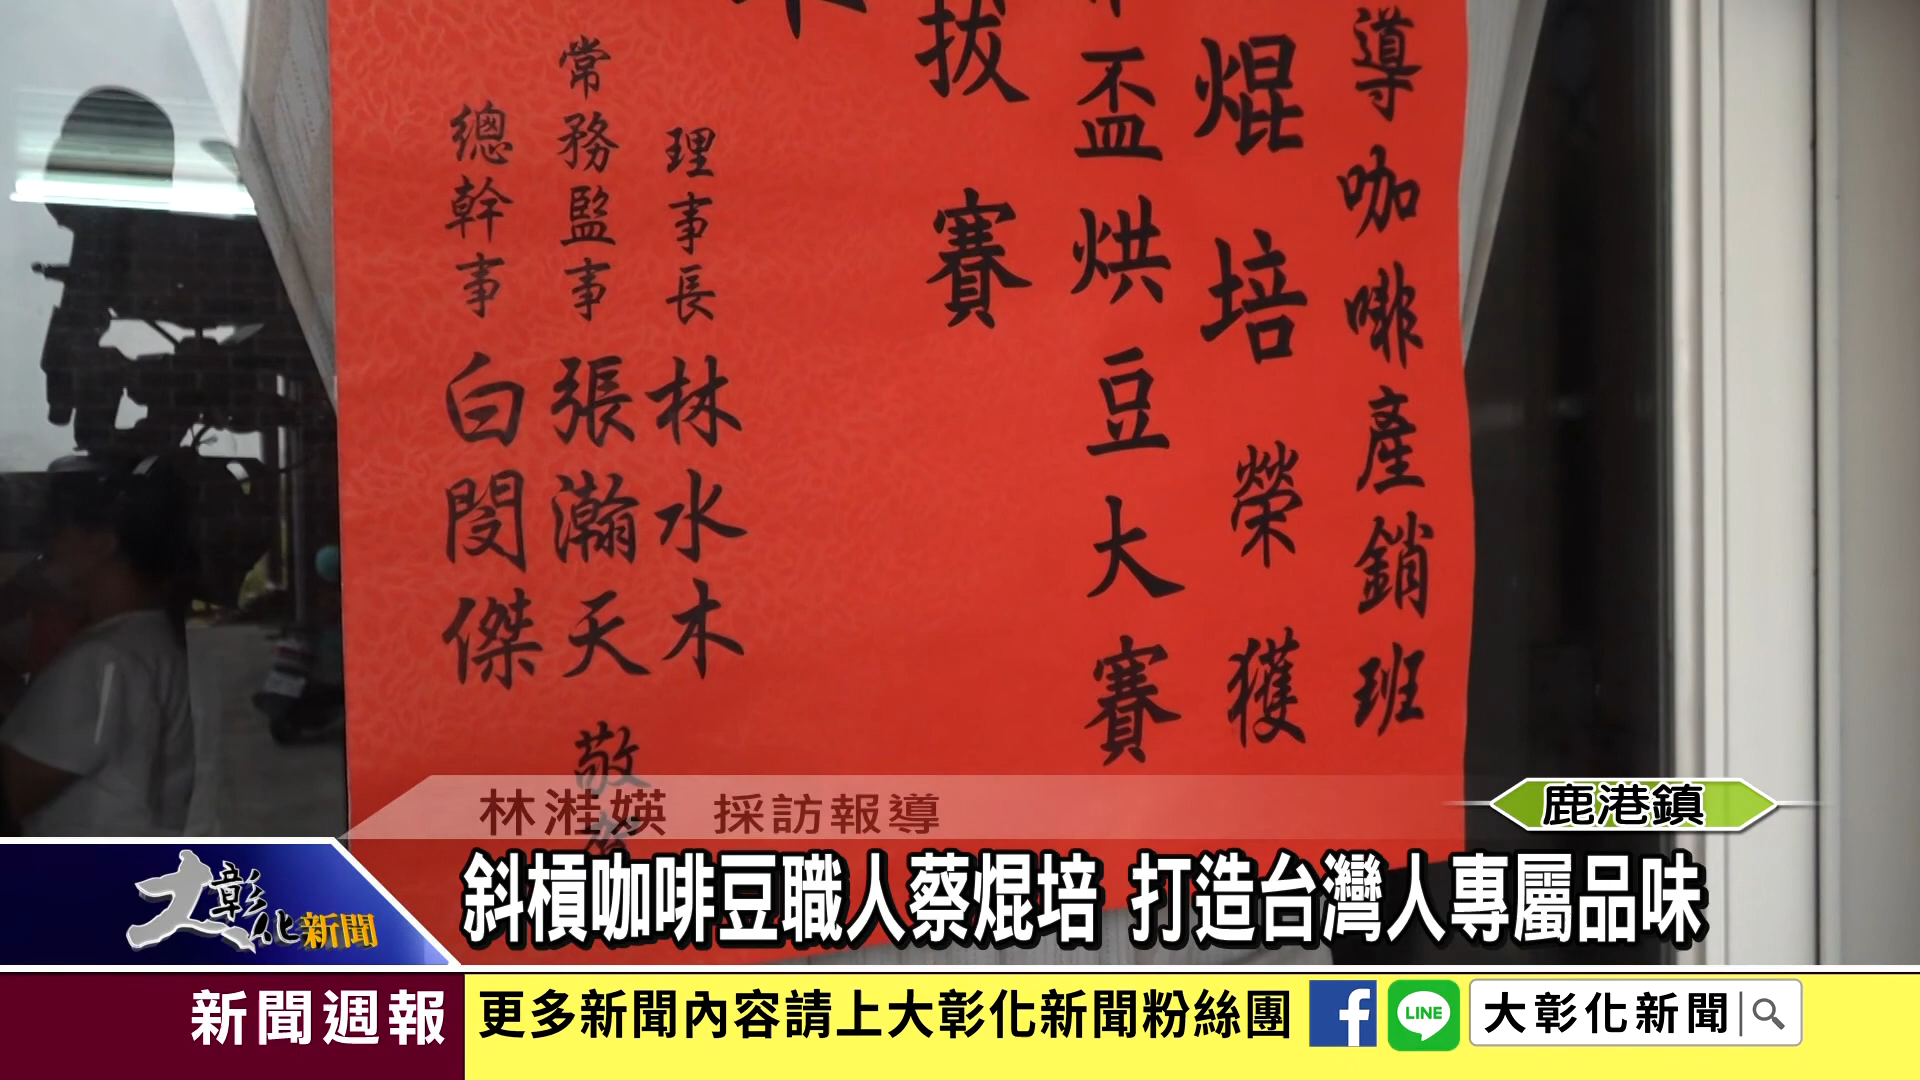 導咖啡產銷班
焜培榮獲
盃烘豆大賽
拔賽
理事長林水木
常務監事張瀚天
總幹事白閔傑
敬
林湉媖 採訪報導
鹿港鎮
大彰化新聞
斜槓咖啡豆職人蔡焜培 打造台灣人專屬品味
新聞週報
更多新聞內容請上大彰化新聞粉絲團
f
LINE
大彰化新聞